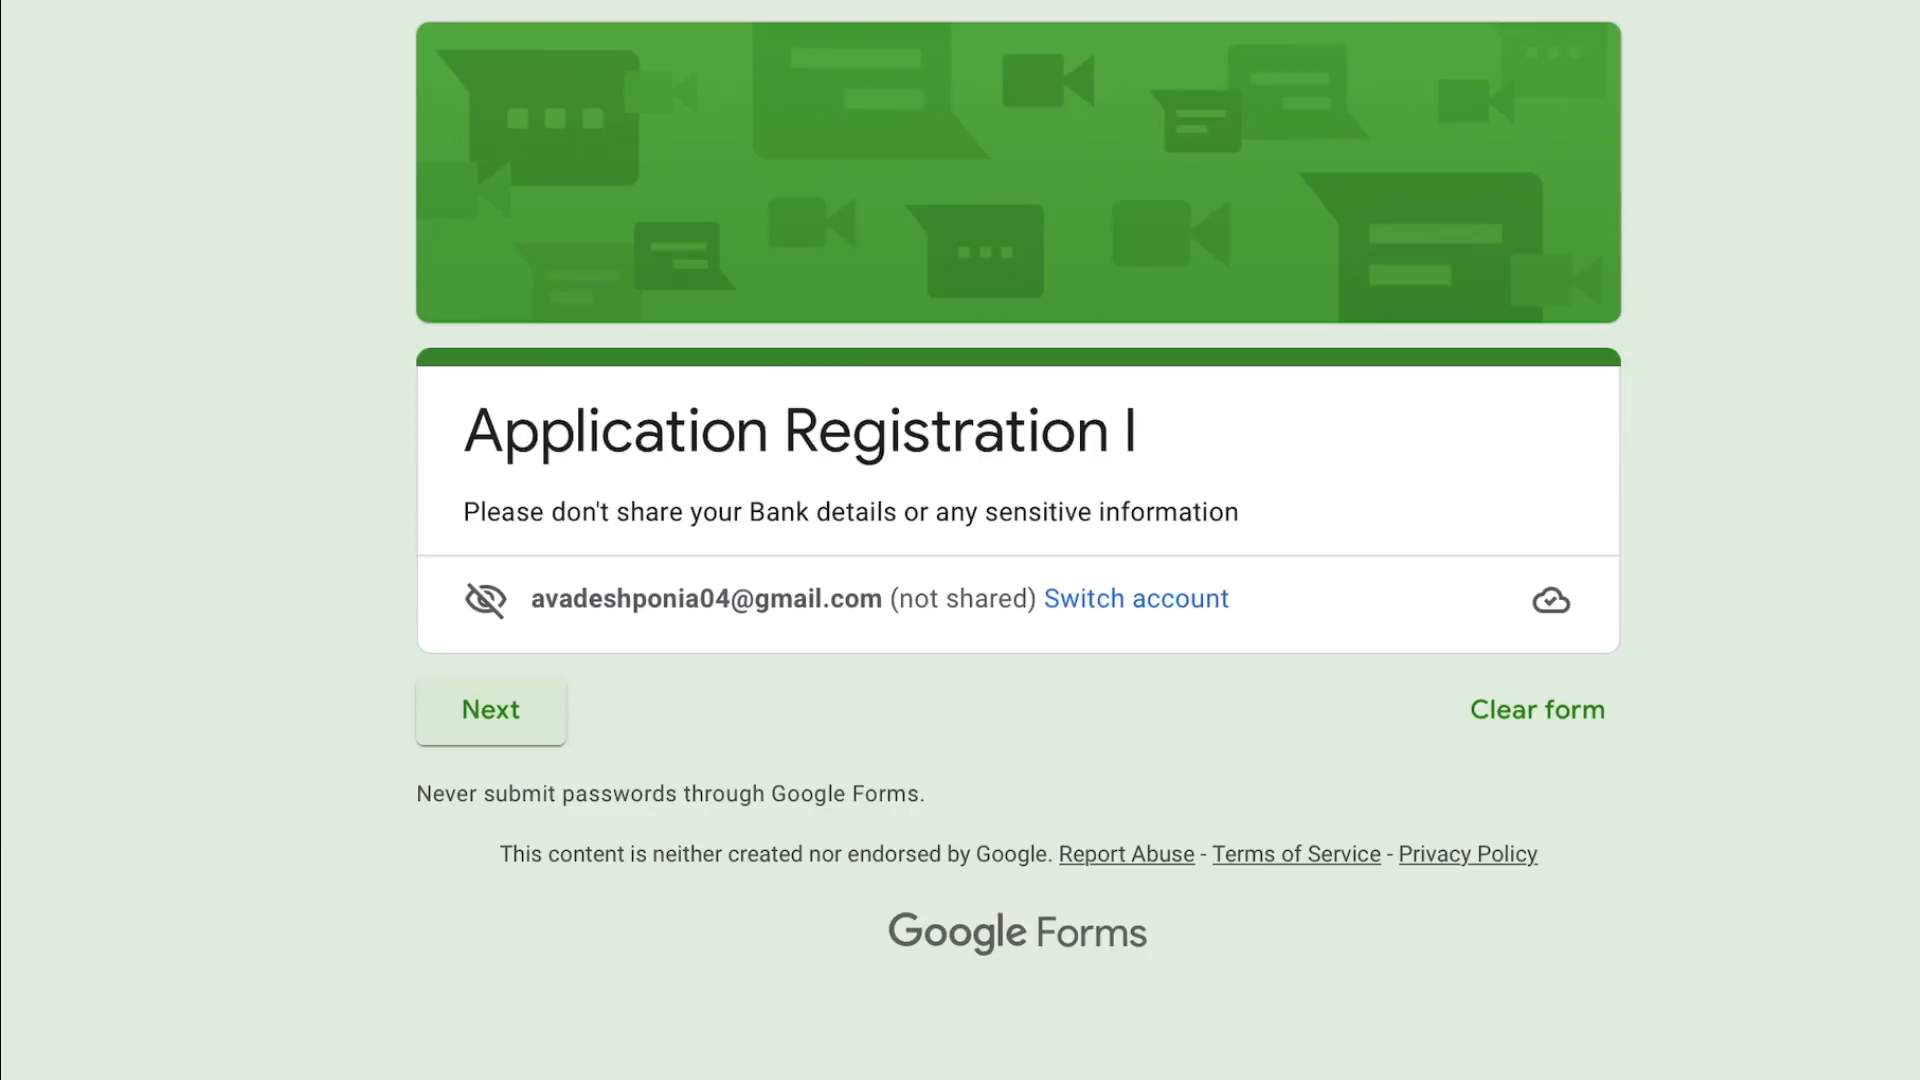 Application Registration I
Please don't share your Bank details or any sensitive information
avadeshponia04@gmail.com (not shared) Switch account
Next
Clear form
Never submit passwords through Google Forms.
This content is neither created nor endorsed by Google. Report Abuse - Terms of Service - Privacy Policy
Google Forms